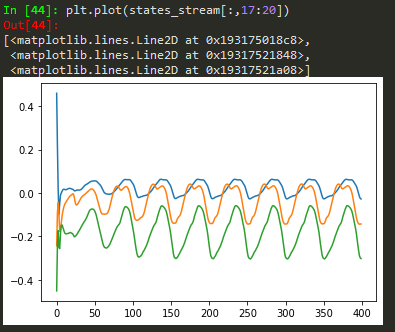 In [44]: plt.plot(states_stream[:,17:20])
Out[44]:
[<matplotlib.lines.Line2D at 0x193175018c8>,
<matplotlib.lines.Line2D at 0x19317521848>,
<matplotlib.lines.Line2D at 0x19317521a08>]
0.4
0.2
0.0
−0.2
−0.4
0 50 100 150 200 250 300 350 400